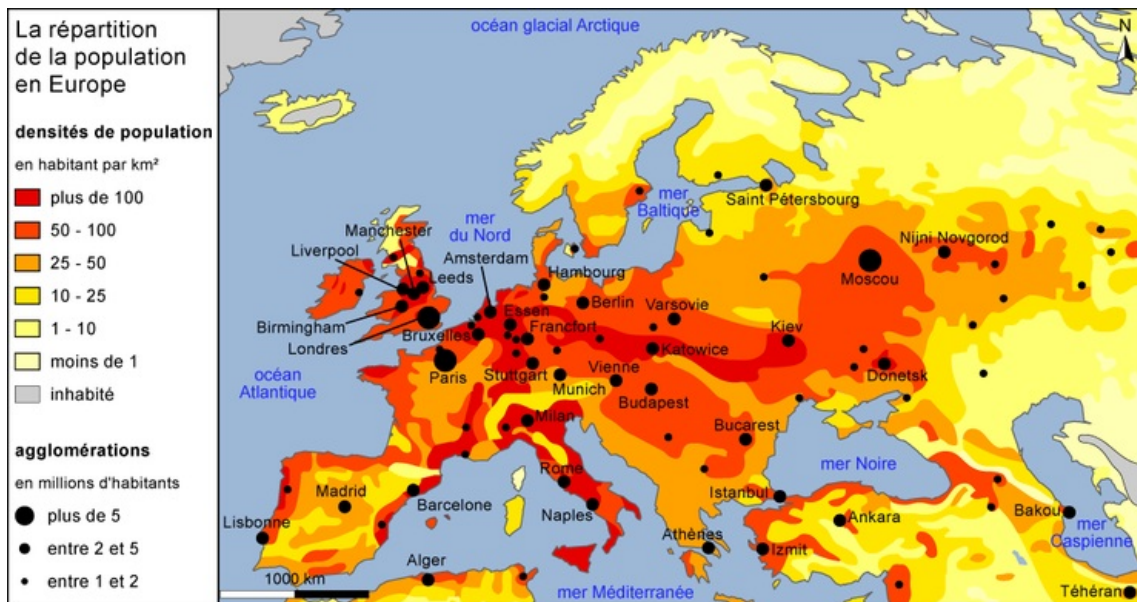 La répartition
de la population
en Europe
densités de population
en habitant par km²
plus de 100
50 - 100
25 - 50
10 - 25
1 - 10
moins de 1
inhabité
agglomérations
en millions d'habitants
plus de 5
entre 2 et 5
entre 1 et 2
océan glacial Arctique
N
mer
Baltique
Saint Pétersbourg
mer
du Nord
Manchester
Liverpool
Leeds
Amsterdam
Hambourg
Nijni Novgorod
Moscou
Birmingham
Londres
Essen
Berlin
Varsovie
Bruxelles
Francfort
Kiev
Katowice
océan
Atlantique
Paris
Stuttgart
Vienne
Donetsk
Munich
Budapest
Milan
Bucarest
mer Noire
Rome
Madrid
Barcelone
Istanbul
Naples
Ankara
Bakou
mer
Caspienne
Lisbonne
Athènes
Izmit
Alger
1000 km
mer Méditerranée
Téhéran